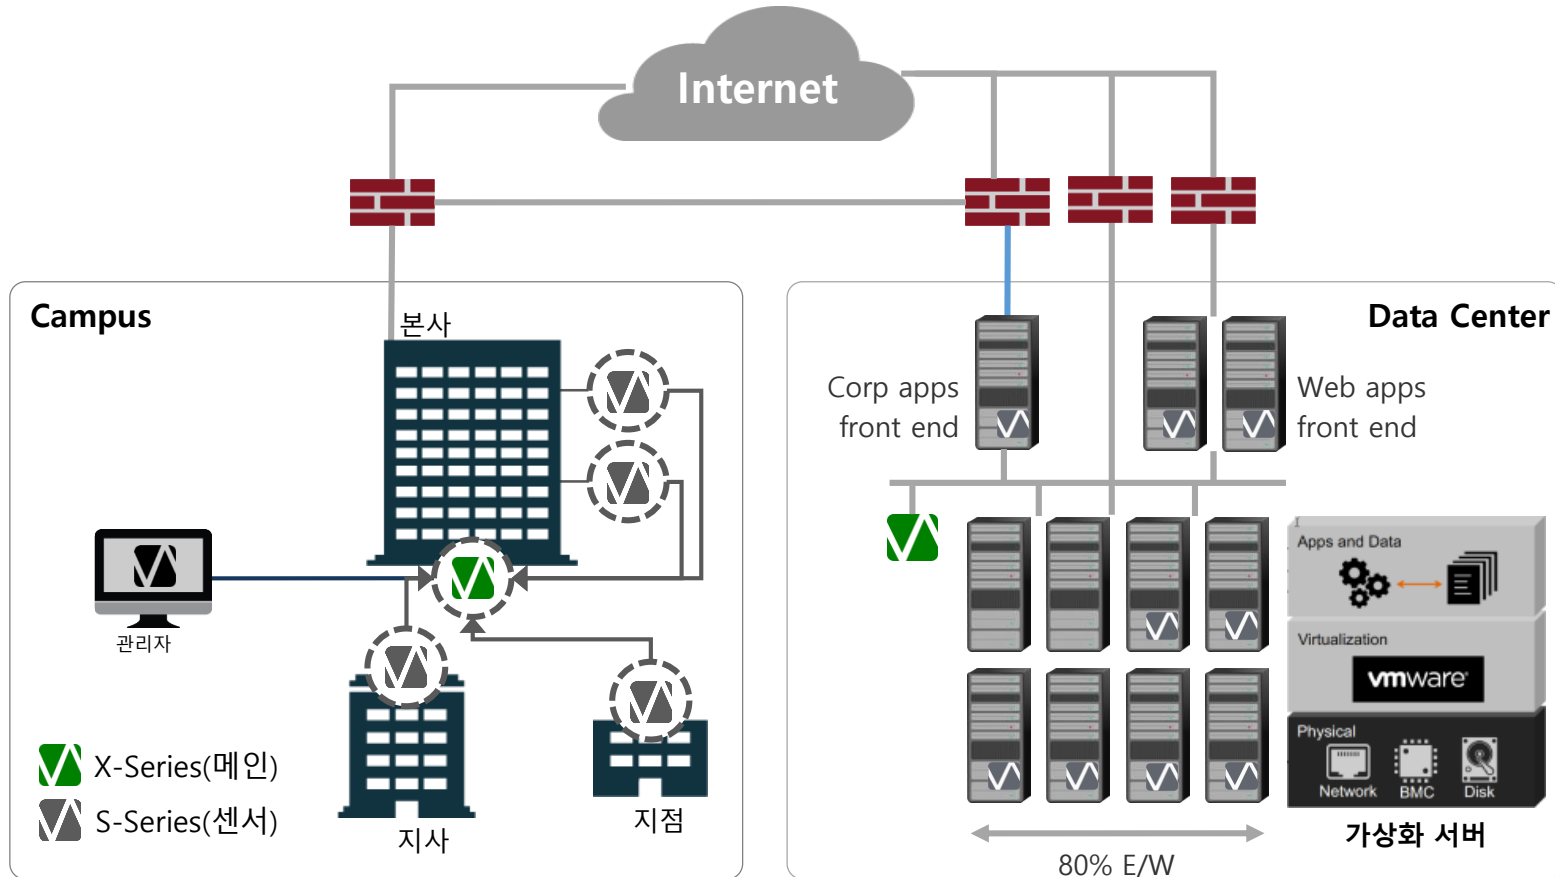 Internet
Campus
본사
관리자
X-Series(메인)
S-Series(센서)
지사
지점
Data Center
Corp apps
front end
Web apps
front end
Apps and Data
Virtualization
vmware
Physical
Network
BMC
Disk
가상화 서버
80% E/W